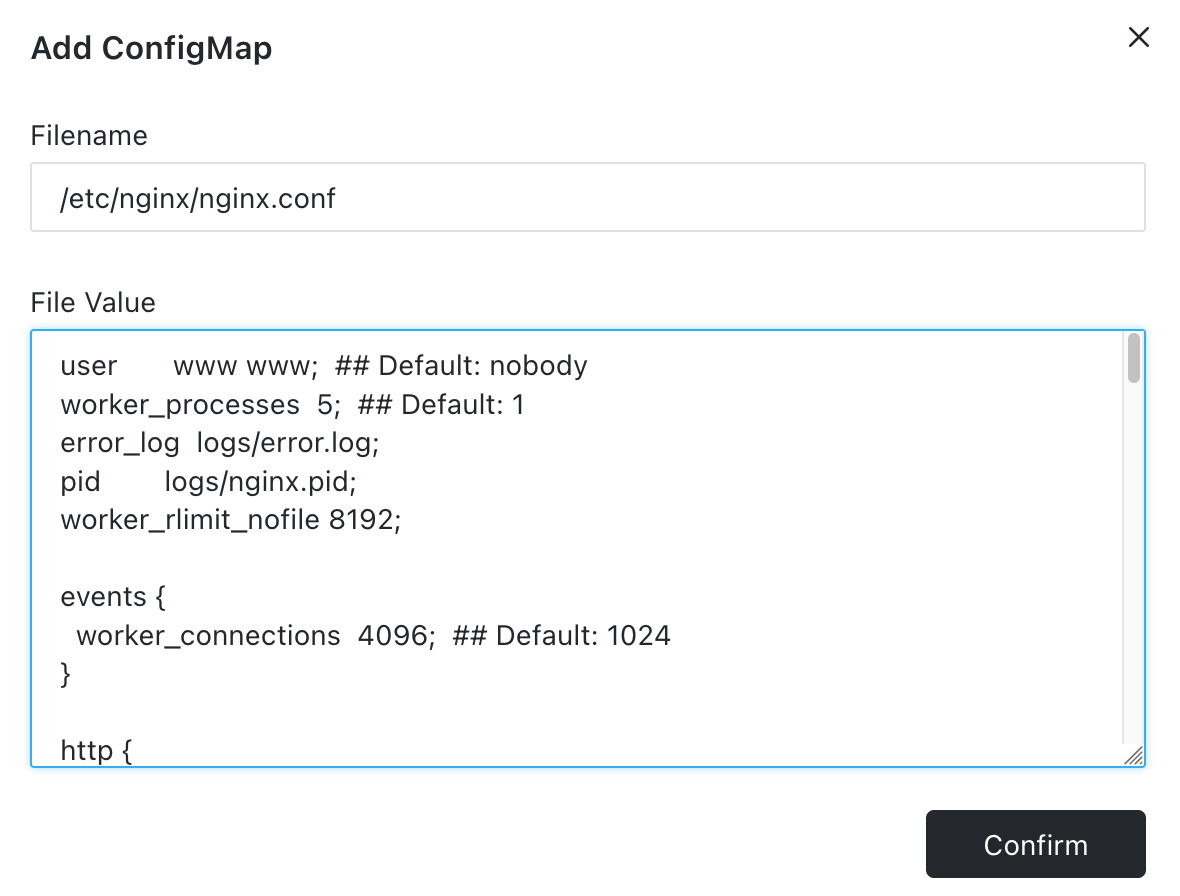 Add ConfigMap
Filename
/etc/nginx/nginx.conf
File Value
user       www www;  ## Default: nobody
worker_processes  5;  ## Default: 1
error_log  logs/error.log;
pid        logs/nginx.pid;
worker_rlimit_nofile 8192;

events {
  worker_connections  4096;  ## Default: 1024
}

http {
Confirm